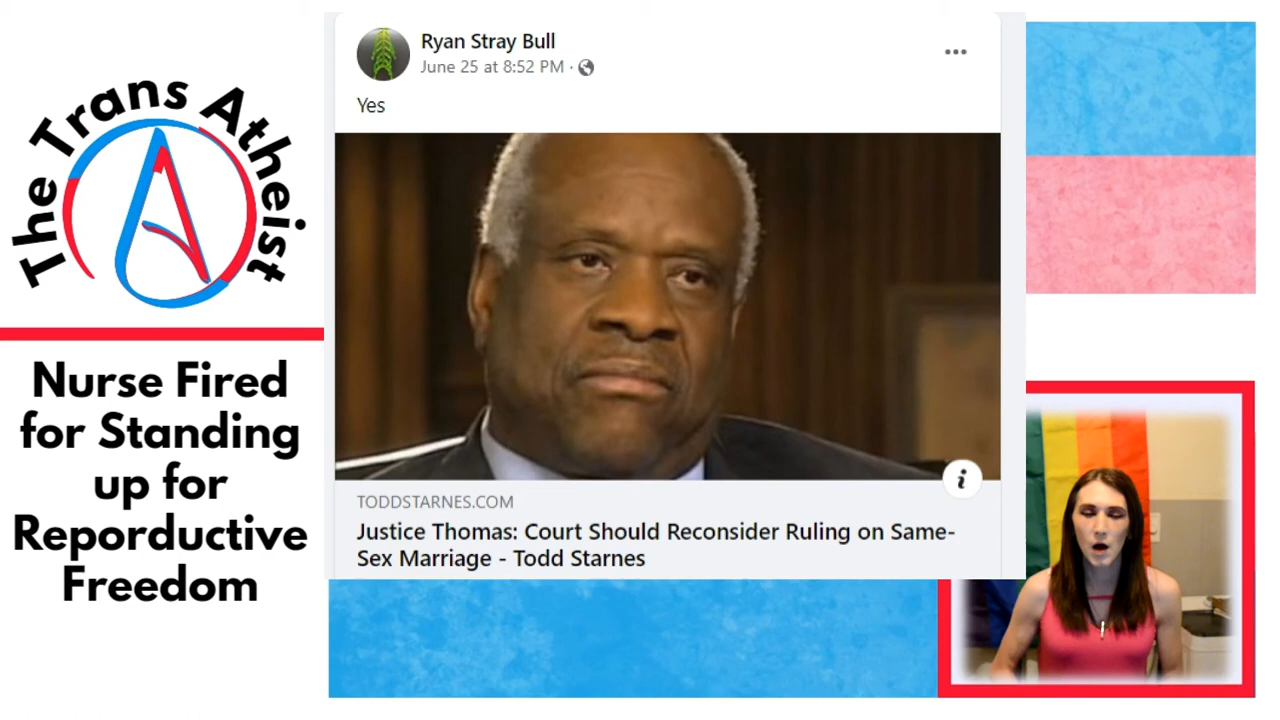 The Trans Atheist
Nurse Fired
for Standing
up for
Reporductive
Freedom
Ryan Stray Bull
June 25 at 8:52 PM ·
Yes
TODDSTARNES.COM
Justice Thomas: Court Should Reconsider Ruling on Same-
Sex Marriage - Todd Starnes